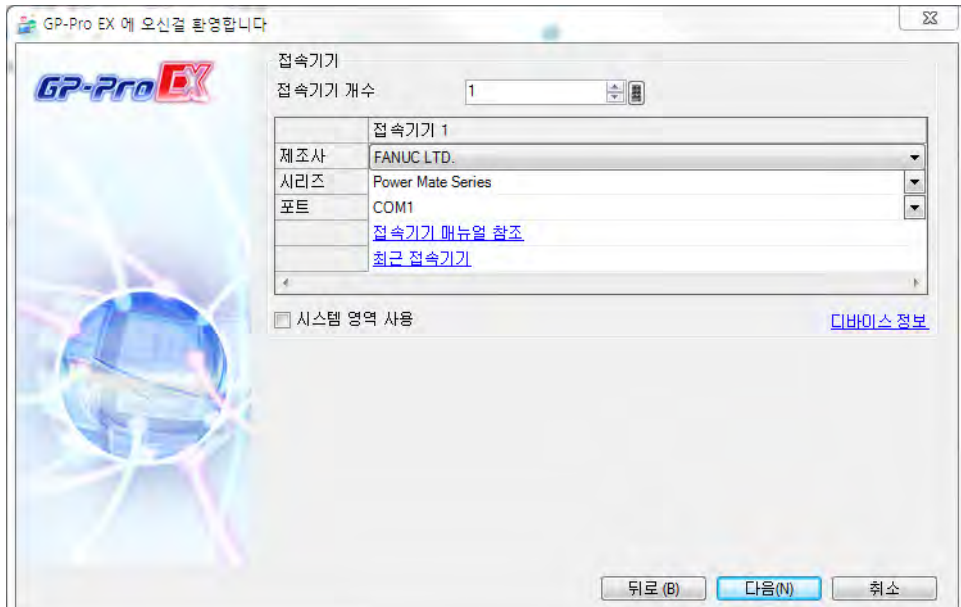 GP-Pro EX 에 오신걸 환영합니다
GP-Pro EX
접속기기
접속기기 개수 1
접속기기 1
제조사 FANUC LTD.
시리즈 Power Mate Series
포트 COM1
접속기기 매뉴얼 참조
최근 접속기기
시스템 영역 사용 디바이스 정보
뒤로 (B) 다음(N) 취소